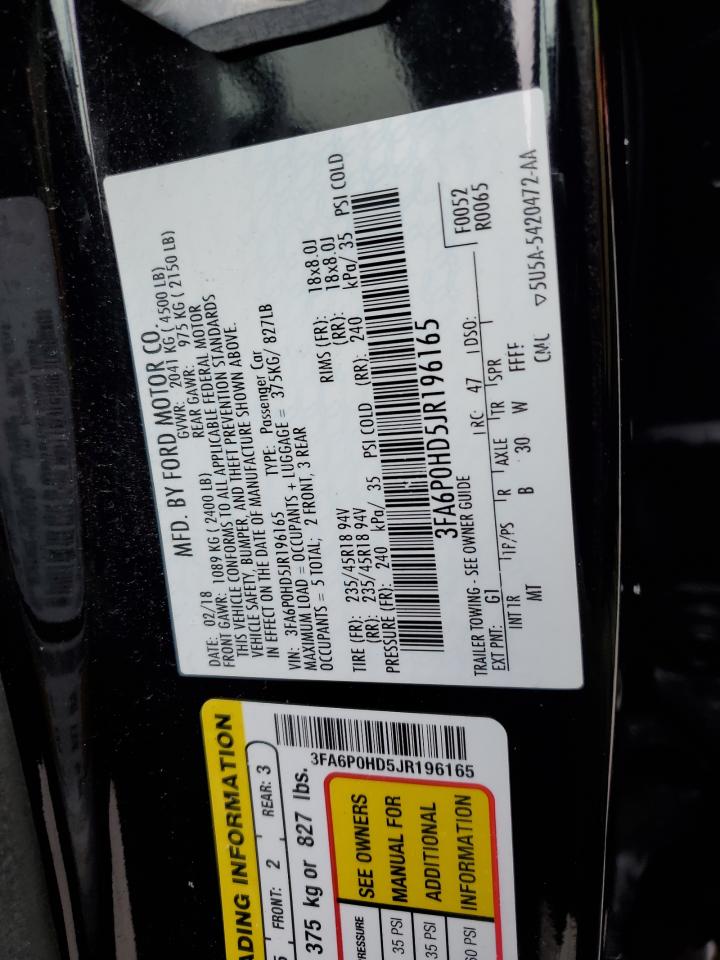 MFD. BY FORD MOTOR CO.
DATE: 02/18 GVWR: 2041 KG ( 4500 LB)
FRONT GAWR: 1089 KG ( 2400 LB) REAR GAWR: 975 KG ( 2150 LB)
THIS VEHICLE CONFORMS TO ALL APPLICABLE FEDERAL MOTOR
VEHICLE SAFETY, BUMPER, AND THEFT PREVENTION STANDARDS
IN EFFECT ON THE DATE OF MANUFACTURE SHOWN ABOVE.
VIN: 3FA6P0HD5JR196165 TYPE: Passenger Car
MAXIMUM LOAD = OCCUPANTS + LUGGAGE = 375KG/ 827LB
OCCUPANTS = 5 TOTAL; 2 FRONT, 3 REAR
TIRE (FR): 235/45R18 94V RIMS (FR): 18x8.0J
(RR): 235/45R18 94V (RR): 18x8.0J
PRESSURE (FR): 240 kPa/ 35 PSI COLD (RR): 240 kPa/ 35 PSI COLD
3FA6P0HD5JR196165
F0052
R0065
TRAILER TOWING - SEE OWNER GUIDE
EXT PNT: G1 RC: 47 DSO:
INT TR TP/PS R AXLE TR SPR
MT B 30 W FFFF
CMC ▽5U5A-5420472-AA
ADING INFORMATION
FRONT: 2 REAR: 3
375 kg or 827 lbs.
3FA6P0HD5JR196165
PRESSURE
35 PSI
35 PSI
60 PSI
SEE OWNERS
MANUAL FOR
ADDITIONAL
INFORMATION